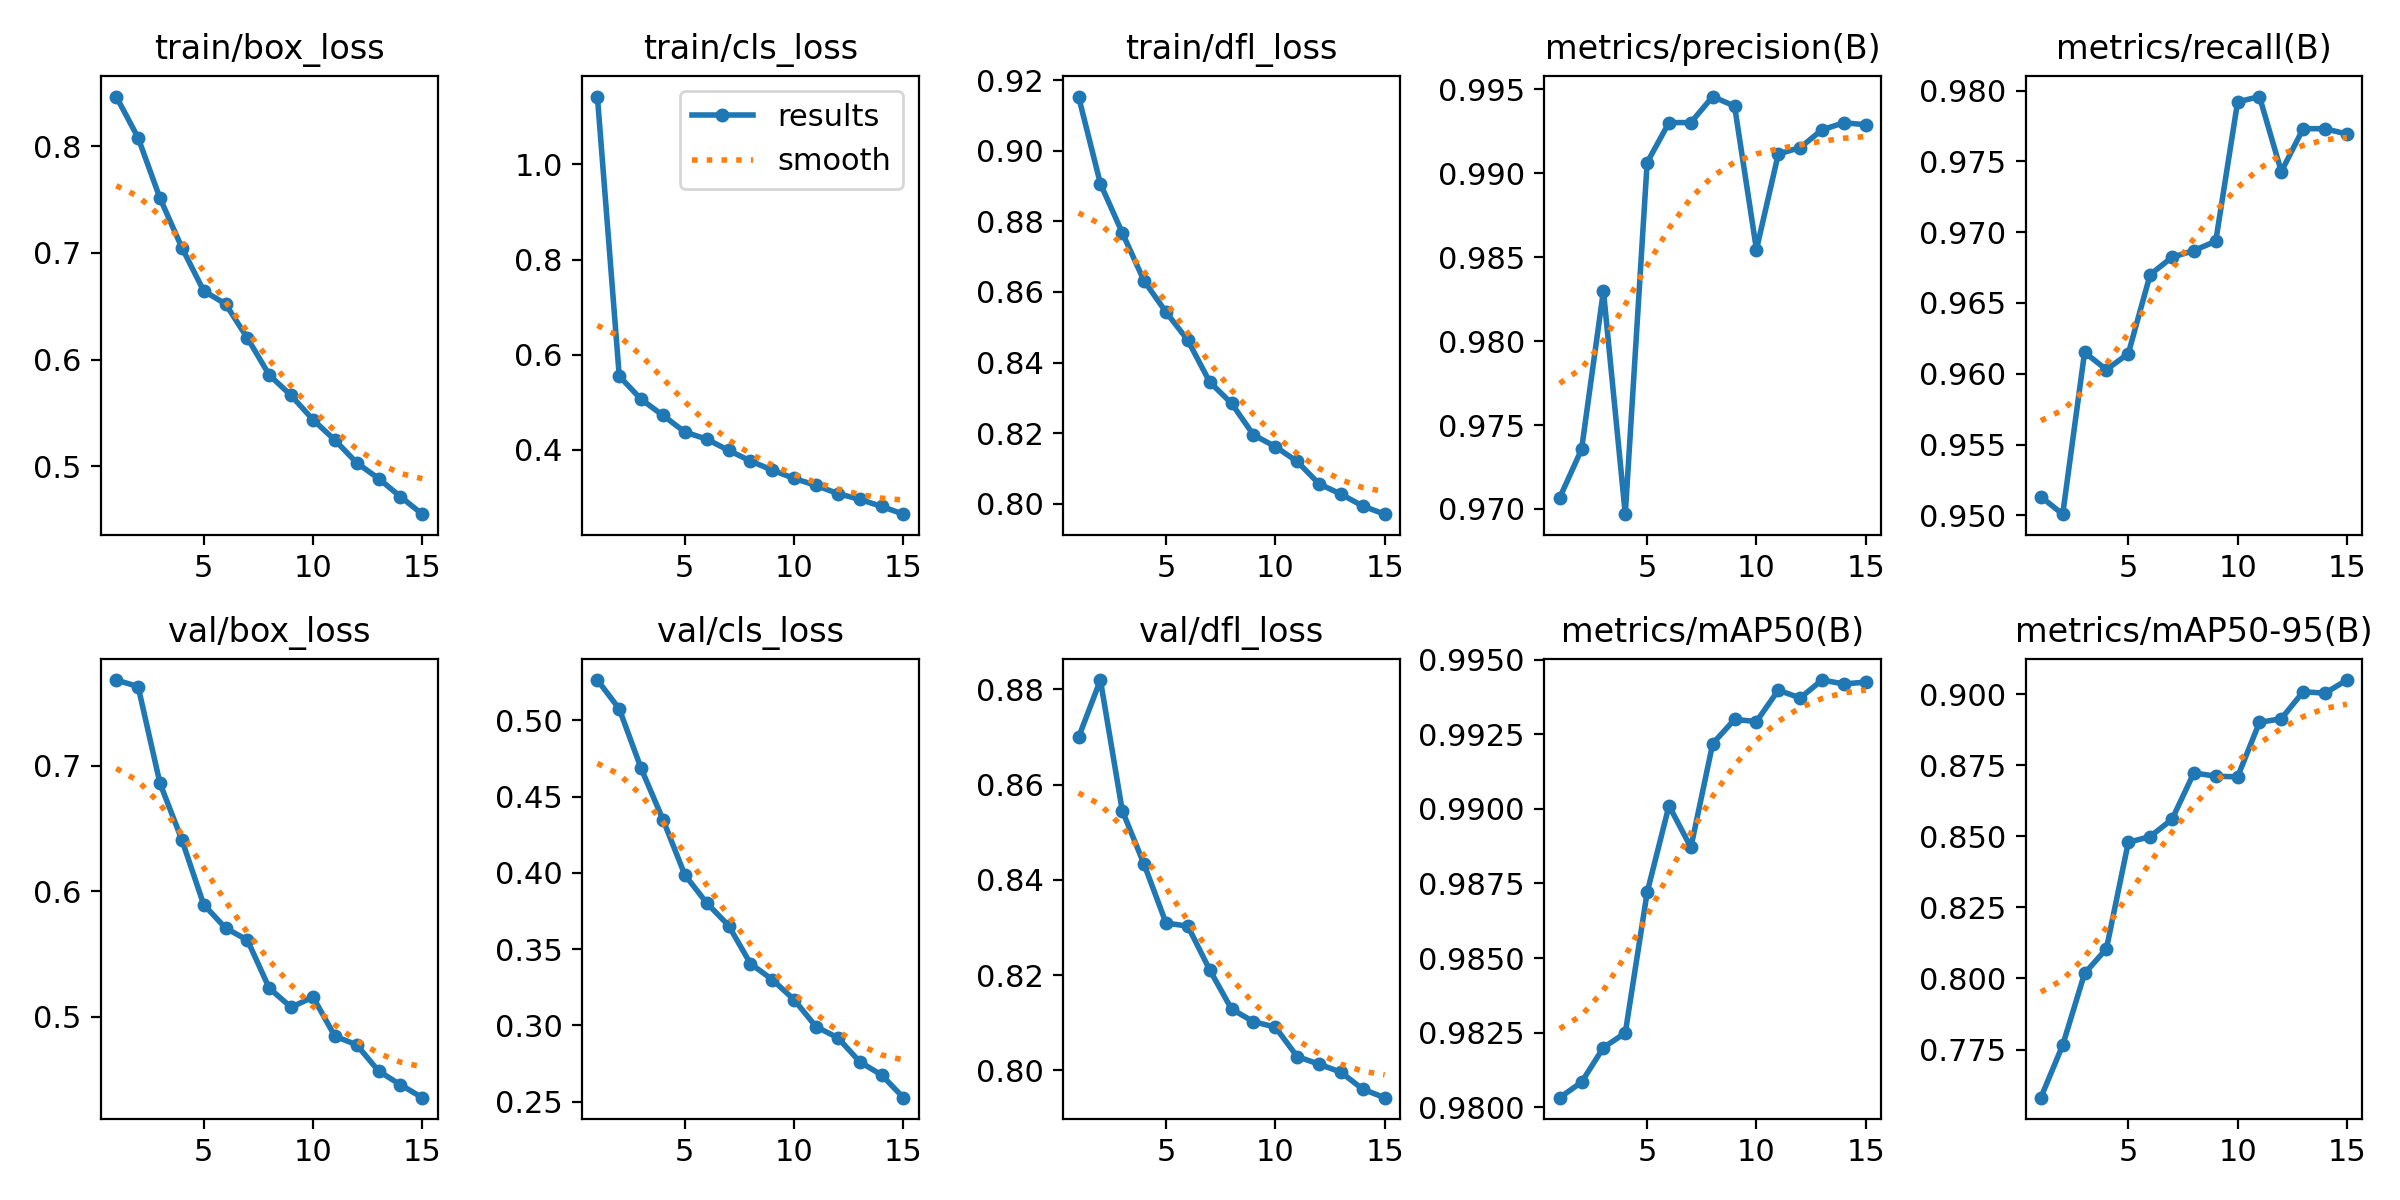 train/box_loss
0.8
0.7
0.6
0.5
5 10 15
train/cls_loss
results
smooth
1.0
0.8
0.6
0.4
5 10 15
train/dfl_loss
0.92
0.90
0.88
0.86
0.84
0.82
0.80
5 10 15
metrics/precision(B)
0.995
0.990
0.985
0.980
0.975
0.970
5 10 15
metrics/recall(B)
0.980
0.975
0.970
0.965
0.960
0.955
0.950
5 10 15
val/box_loss
0.7
0.6
0.5
5 10 15
val/cls_loss
0.50
0.45
0.40
0.35
0.30
0.25
5 10 15
val/dfl_loss
0.88
0.86
0.84
0.82
0.80
5 10 15
metrics/mAP50(B)
0.9950
0.9925
0.9900
0.9875
0.9850
0.9825
0.9800
5 10 15
metrics/mAP50-95(B)
0.900
0.875
0.850
0.825
0.800
0.775
5 10 15